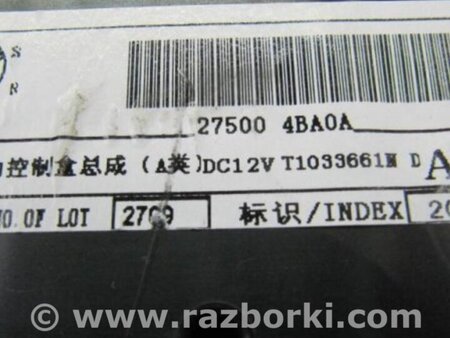 S
R
27500 4BA0A
控制盒总成(A类)DC12V T1033661N D A
NO.OF LOT 2709 标识/INDEX 20
© www.razborki.com